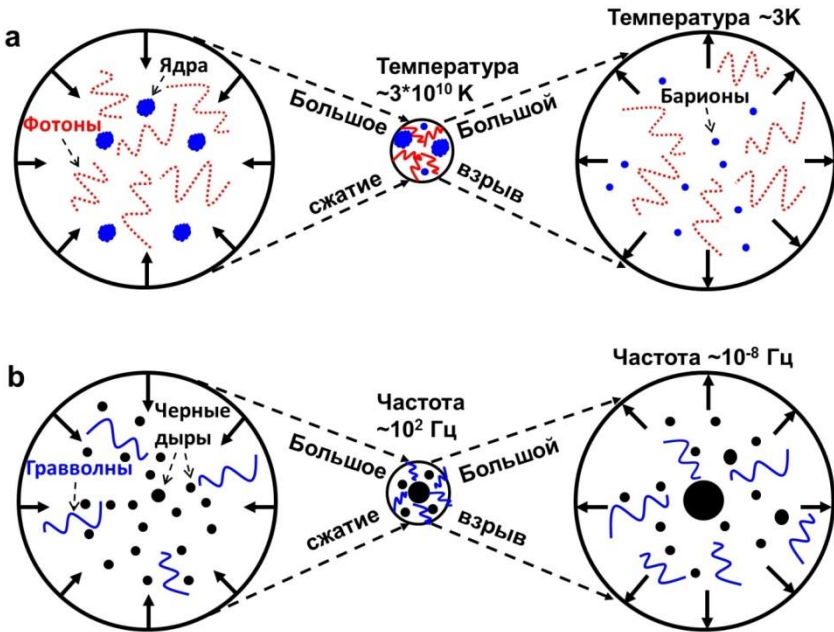 a
Ядра
Фотоны
Большое
сжатие
Температура
~3*10¹⁰ K
Большой
взрыв
Температура ~3K
Барионы
b
Черные
дыры
Гравволны
Большое
сжатие
Частота
~10² Гц
Большой
взрыв
Частота ~10⁻⁸ Гц